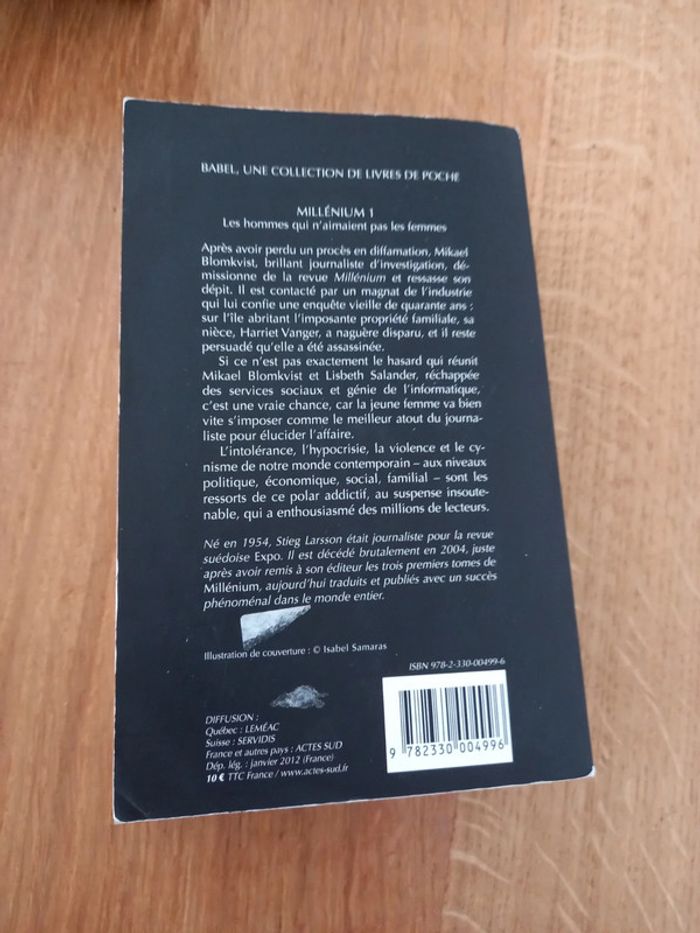 BABEL, UNE COLLECTION DE LIVRES DE POCHE
MILLÉNIUM 1
Les hommes qui n'aimaient pas les femmes
Après avoir perdu un procès en diffamation, Mikael
Blomkvist, brillant journaliste d'investigation, dé-
missionne de la revue Millénium et ressasse son
dépit. Il est contacté par un magnat de l'industrie
qui lui confie une enquête vieille de quarante ans :
sur l'île abritant l'imposante propriété familiale, sa
nièce, Harriet Vanger, a naguère disparu, et il reste
persuadé qu'elle a été assassinée.
Si ce n'est pas exactement le hasard qui réunit
Mikael Blomkvist et Lisbeth Salander, réchappée
des services sociaux et génie de l'informatique,
c'est une vraie chance, car la jeune femme va bien
vite s'imposer comme le meilleur atout du journa-
liste pour élucider l'affaire.
L'intolérance, l'hypocrisie, la violence et le cy-
nisme de notre monde contemporain – aux niveaux
politique, économique, social, familial – sont les
ressorts de ce polar addictif, au suspense insoute-
nable, qui a enthousiasmé des millions de lecteurs.
Né en 1954, Stieg Larsson était journaliste pour la revue
suédoise Expo. Il est décédé brutalement en 2004, juste
après avoir remis à son éditeur les trois premiers tomes de
Millénium, aujourd'hui traduits et publiés avec un succès
phénoménal dans le monde entier.
Illustration de couverture : © Isabel Samaras
ISBN 978-2-330-00499-6
DIFFUSION :
Québec : LEMÉAC
Suisse : SERVIDIS
France et autres pays : ACTES SUD
Dép. lég. : janvier 2012 (France)
10 € TTC France / www.actes-sud.fr
9 782330 004996